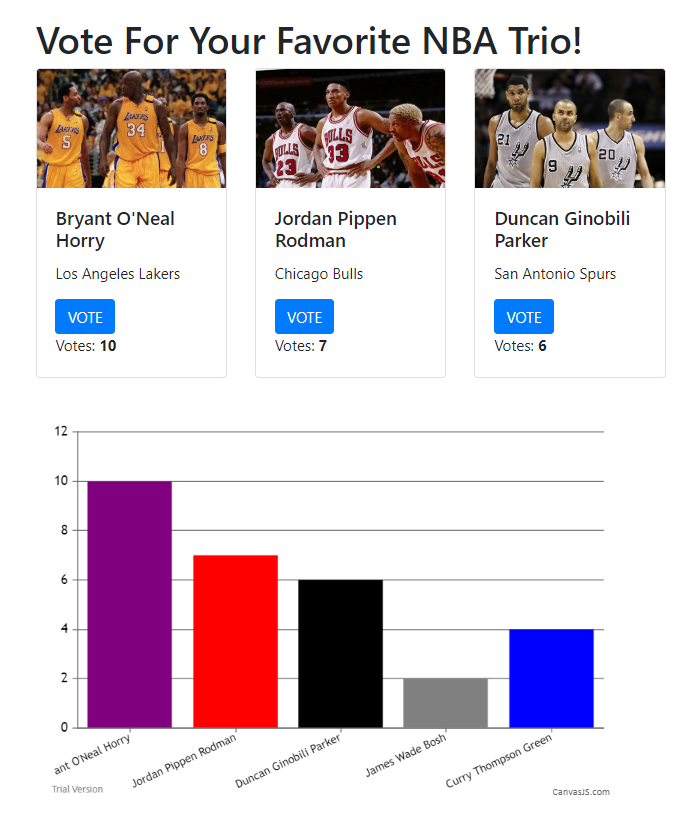 Vote For Your Favorite NBA Trio!
LAKERS
5
LAKERS
34
LAKERS
8
BULLS
23
BULLS
33
21
9
20
Bryant O'Neal
Horry
Los Angeles Lakers
VOTE
Votes: 10
Jordan Pippen
Rodman
Chicago Bulls
VOTE
Votes: 7
Duncan Ginobili
Parker
San Antonio Spurs
VOTE
Votes: 6
12
10
8
6
4
2
0
ant O'Neal Horry
Jordan Pippen Rodman
Duncan Ginobili Parker
James Wade Bosh
Curry Thompson Green
Trial Version
CanvasJS.com